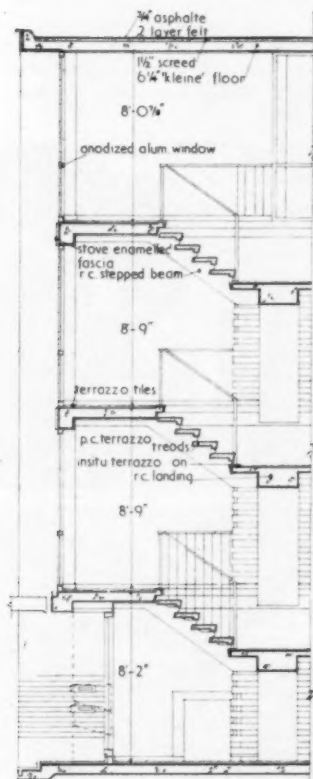 ¾" asphalte
2 layer felt
1½" screed
6¼" 'kleine' floor
8'-0⅞"
anodized alum window
stove enamelled
fascia
r.c. stepped beam
8'-9"
terrazzo tiles
p.c. terrazzo treads
insitu terrazzo on
r.c. landing
8'-9"
8'-2"